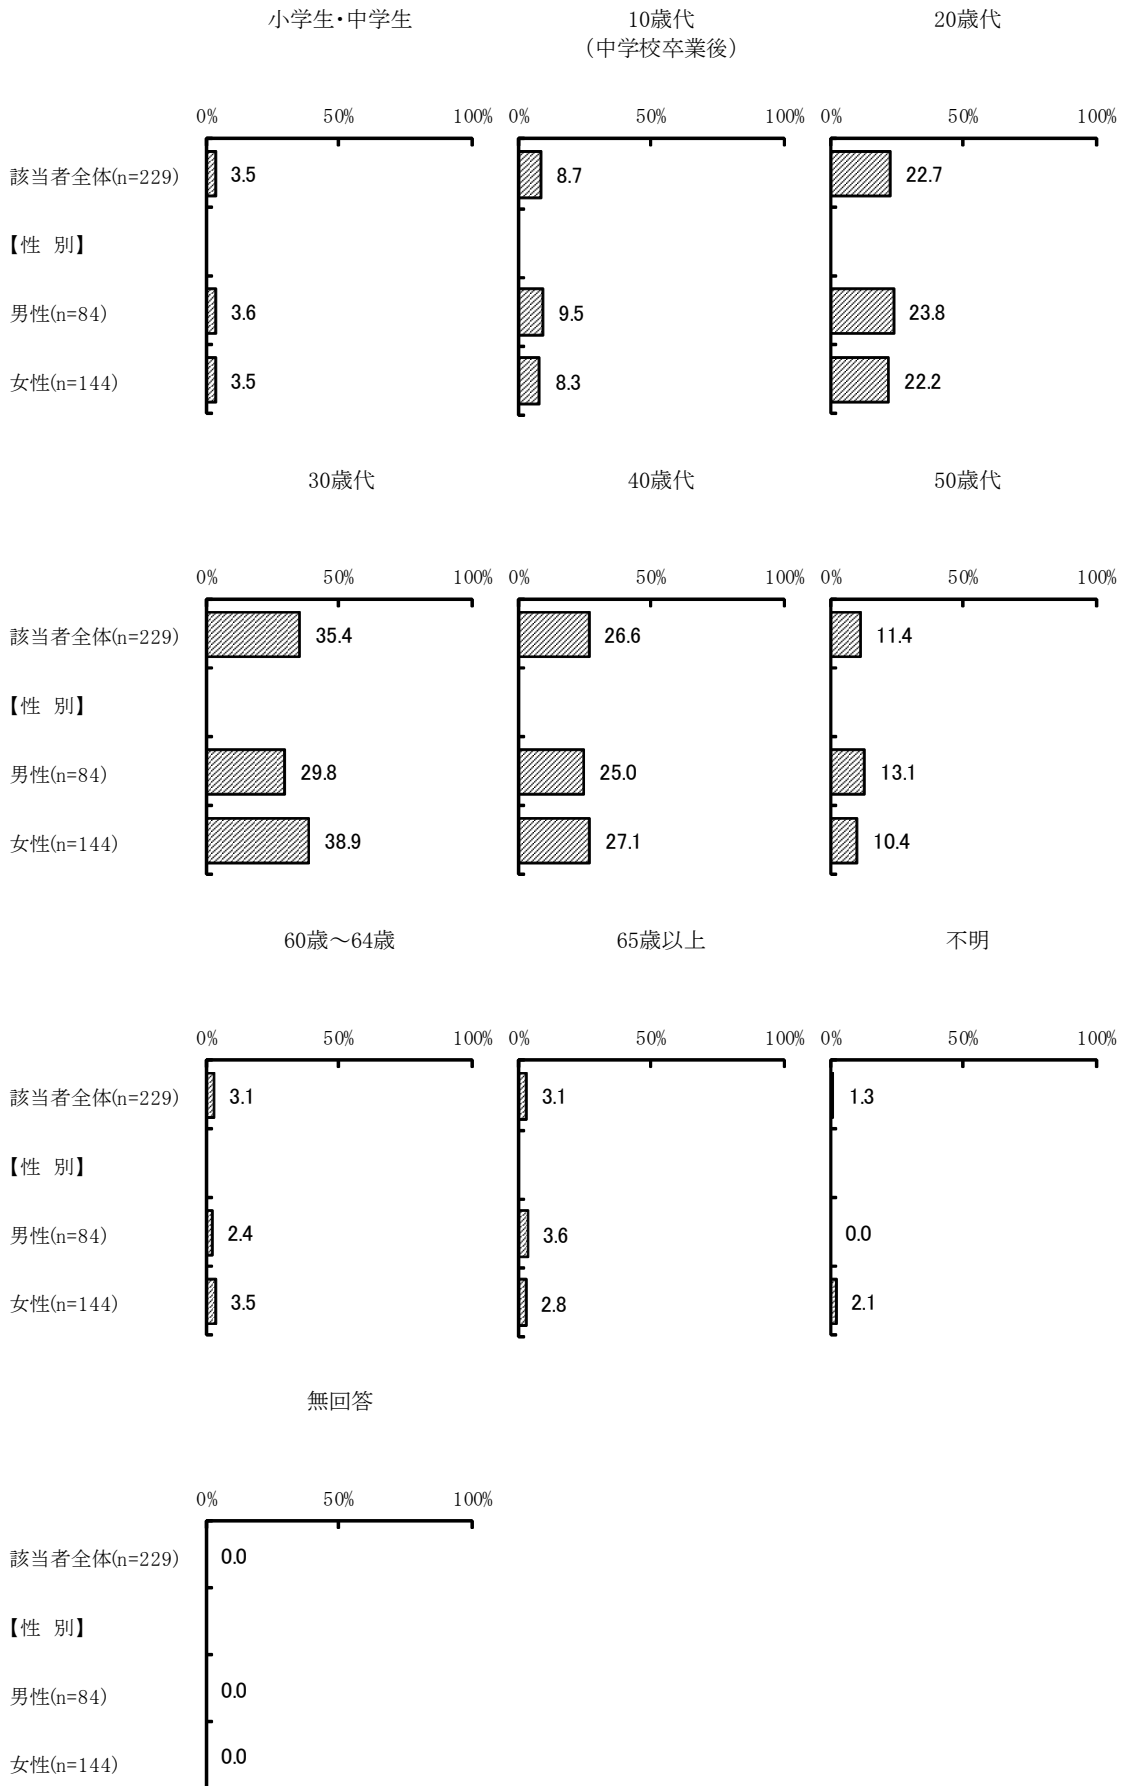 小学生・中学生 10歳代 20歳代
（中学校卒業後）
0% 50% 100% 0% 50% 100% 0% 50% 100%
該当者全体(n=229) 3.5 8.7 22.7
【性 別】
男性(n=84) 3.6 9.5 23.8
女性(n=144) 3.5 8.3 22.2
30歳代 40歳代 50歳代
0% 50% 100% 0% 50% 100% 0% 50% 100%
該当者全体(n=229) 35.4 26.6 11.4
【性 別】
男性(n=84) 29.8 25.0 13.1
女性(n=144) 38.9 27.1 10.4
60歳～64歳 65歳以上 不明
0% 50% 100% 0% 50% 100% 0% 50% 100%
該当者全体(n=229) 3.1 3.1 1.3
【性 別】
男性(n=84) 2.4 3.6 0.0
女性(n=144) 3.5 2.8 2.1
無回答
0% 50% 100%
該当者全体(n=229) 0.0
【性 別】
男性(n=84) 0.0
女性(n=144) 0.0